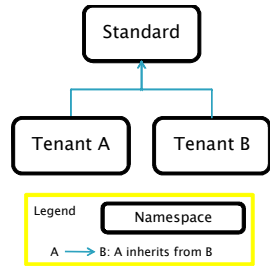 Standard
Tenant A
Tenant B
Legend
Namespace
A
B: A inherits from B